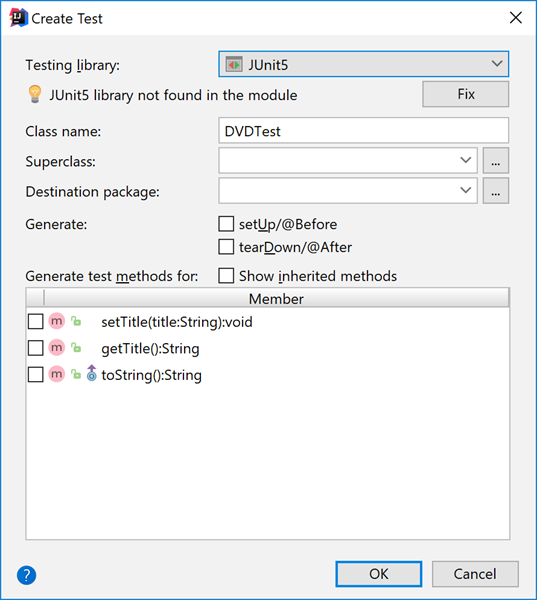 Create Test
Testing library: JUnit5
JUnit5 library not found in the module Fix
Class name: DVDTest
Superclass: ...
Destination package: ...
Generate: setUp/@Before
tearDown/@After
Generate test methods for: Show inherited methods
Member
m setTitle(title:String):void
m getTitle():String
m toString():String
? OK Cancel